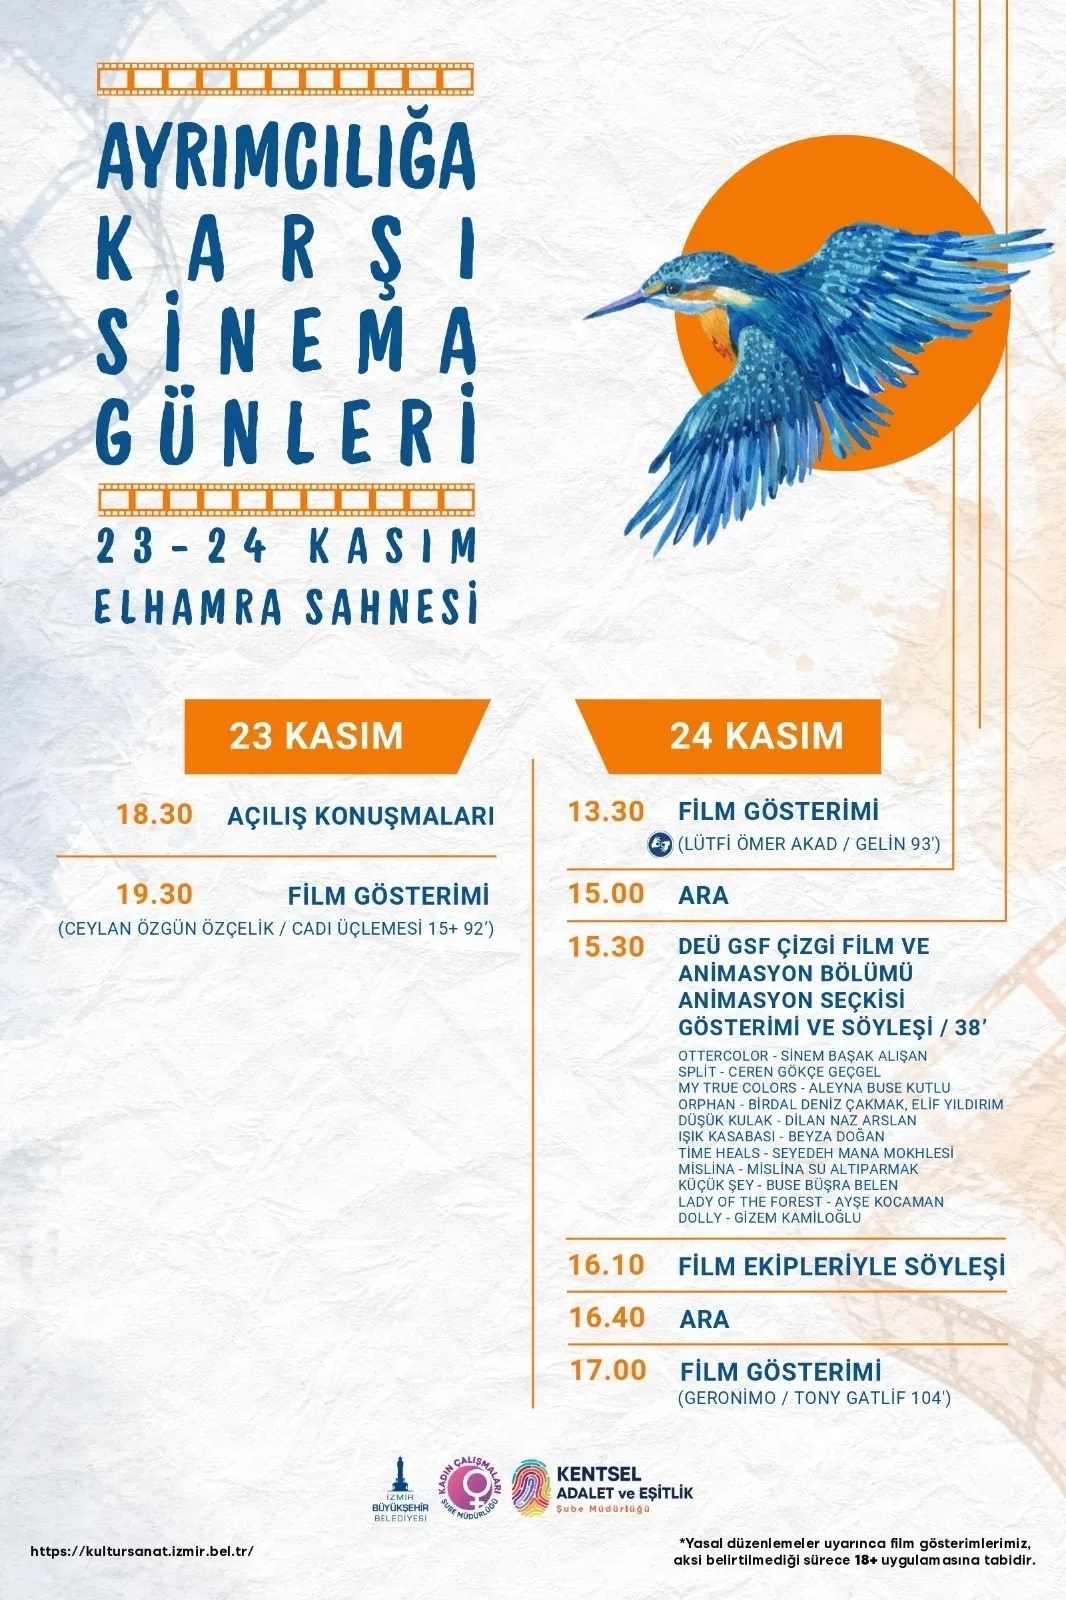 AYRIMCILIĞA
KARŞI
SİNEMA
GÜNLERİ
23-24 KASIM
ELHAMRA SAHNESİ
23 KASIM
18.30 AÇILIŞ KONUŞMALARI
19.30 FİLM GÖSTERİMİ
(CEYLAN ÖZGÜN ÖZÇELİK / CADI ÜÇLEMESİ 15+ 92’)
24 KASIM
13.30 FİLM GÖSTERİMİ
(LÜTFİ ÖMER AKAD / GELİN 93')
15.00 ARA
15.30 DEÜ GSF ÇİZGİ FİLM VE
ANİMASYON BÖLÜMÜ
ANİMASYON SEÇKİSİ
GÖSTERİMİ VE SÖYLEŞİ / 38’
OTTERCOLOR - SİNEM BAŞAK ALIŞAN
SPLIT - CEREN GÖKÇE GEÇGEL
MY TRUE COLORS - ALEYNA BUSE KUTLU
ORPHAN - BİRDAL DENİZ ÇAKMAK, ELİF YILDIRIM
DÜŞÜK KULAK - DİLAN NAZ ARSLAN
IŞIK KASABASI - BEYZA DOĞAN
TİME HEALS - SEYEDEH MANA MOKHLESİ
MİSLİNA - MİSLİNA SU ALTIPARMAK
KÜÇÜK ŞEY - BUSE BÜŞRA BELEN
LADY OF THE FOREST - AYŞE KOCAMAN
DOLLY - GİZEM KAMİLOĞLU
16.10 FİLM EKİPLERİYLE SÖYLEŞİ
16.40 ARA
17.00 FİLM GÖSTERİMİ
(GERONİMO / TONY GATLİF 104')
İZMİR
BÜYÜKŞEHİR
BELEDİYESİ
KADIN ÇALIŞMALARI
ŞUBE MÜDÜRLÜĞÜ
KENTSEL
ADALET ve EŞİTLİK
Şube Müdürlüğü
https://kultursanat.izmir.bel.tr/
*Yasal düzenlemeler uyarınca film gösterimlerimiz,
aksi belirtilmediği sürece 18+ uygulamasına tabidir.